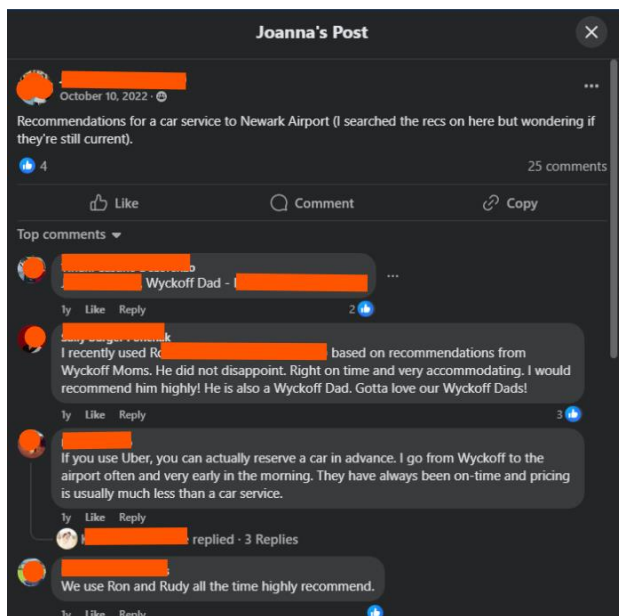 Joanna's Post
October 10, 2022 ·
Recommendations for a car service to Newark Airport (I searched the recs on here but wondering if
they're still current).
4
25 comments
Like
Comment
Copy
Top comments
Wyckoff Dad -
1y Like Reply
2
I recently used based on recommendations from
Wyckoff Moms. He did not disappoint. Right on time and very accommodating. I would
recommend him highly! He is also a Wyckoff Dad. Gotta love our Wyckoff Dads!
1y Like Reply
3
If you use Uber, you can actually reserve a car in advance. I go from Wyckoff to the
airport often and very early in the morning. They have always been on-time and pricing
is usually much less than a car service.
1y Like Reply
replied · 3 Replies
We use Ron and Rudy all the time highly recommend.
1y Like Reply